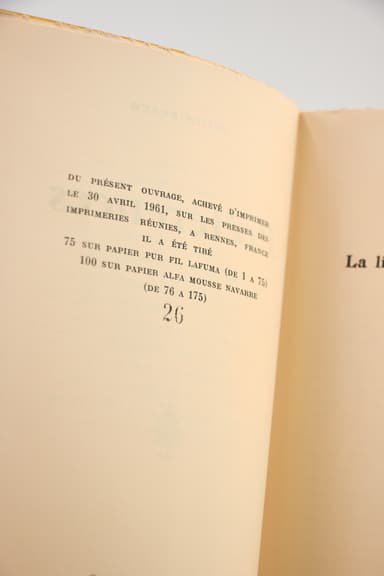 DU PRÉSENT OUVRAGE, ACHEVÉ D'IMPRIMER
LE 30 AVRIL 1961, SUR LES PRESSES DES
IMPRIMERIES RÉUNIES, A RENNES, FRANCE
IL A ÉTÉ TIRÉ
75 SUR PAPIER PUR FIL LAFUMA (DE 1 A 75)
100 SUR PAPIER ALFA MOUSSE NAVARRE
(DE 76 A 175)
26
La li